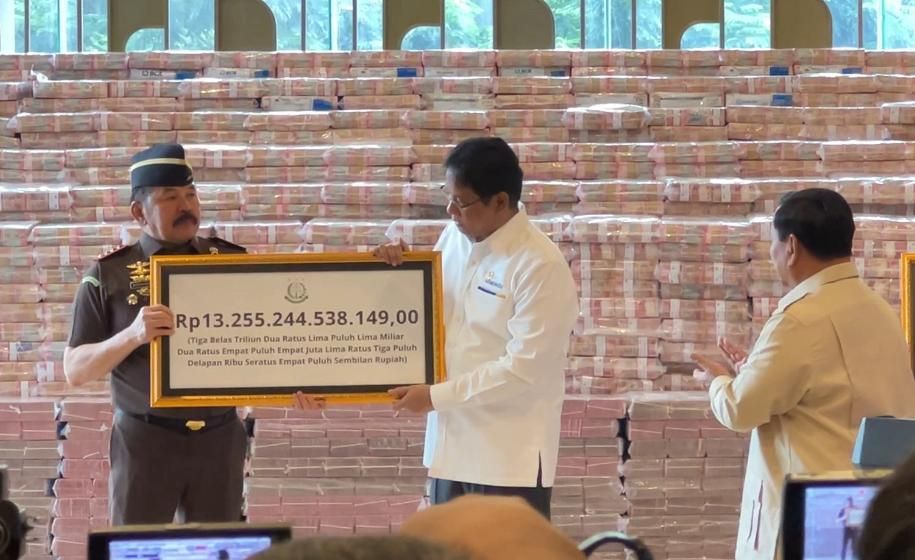 Rp13.255.244.538.149,00
(Tiga Belas Triliun Dua Ratus Lima Puluh Lima Miliar
Dua Ratus Empat Puluh Empat Juta Lima Ratus Tiga Puluh
Delapan Ribu Seratus Empat Puluh Sembilan Rupiah)